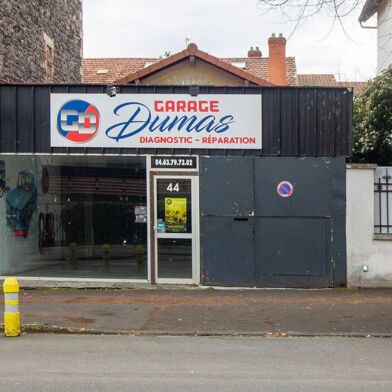 GARAGE
Dumas
DIAGNOSTIC - RÉPARATION
04.63.79.73.02
44